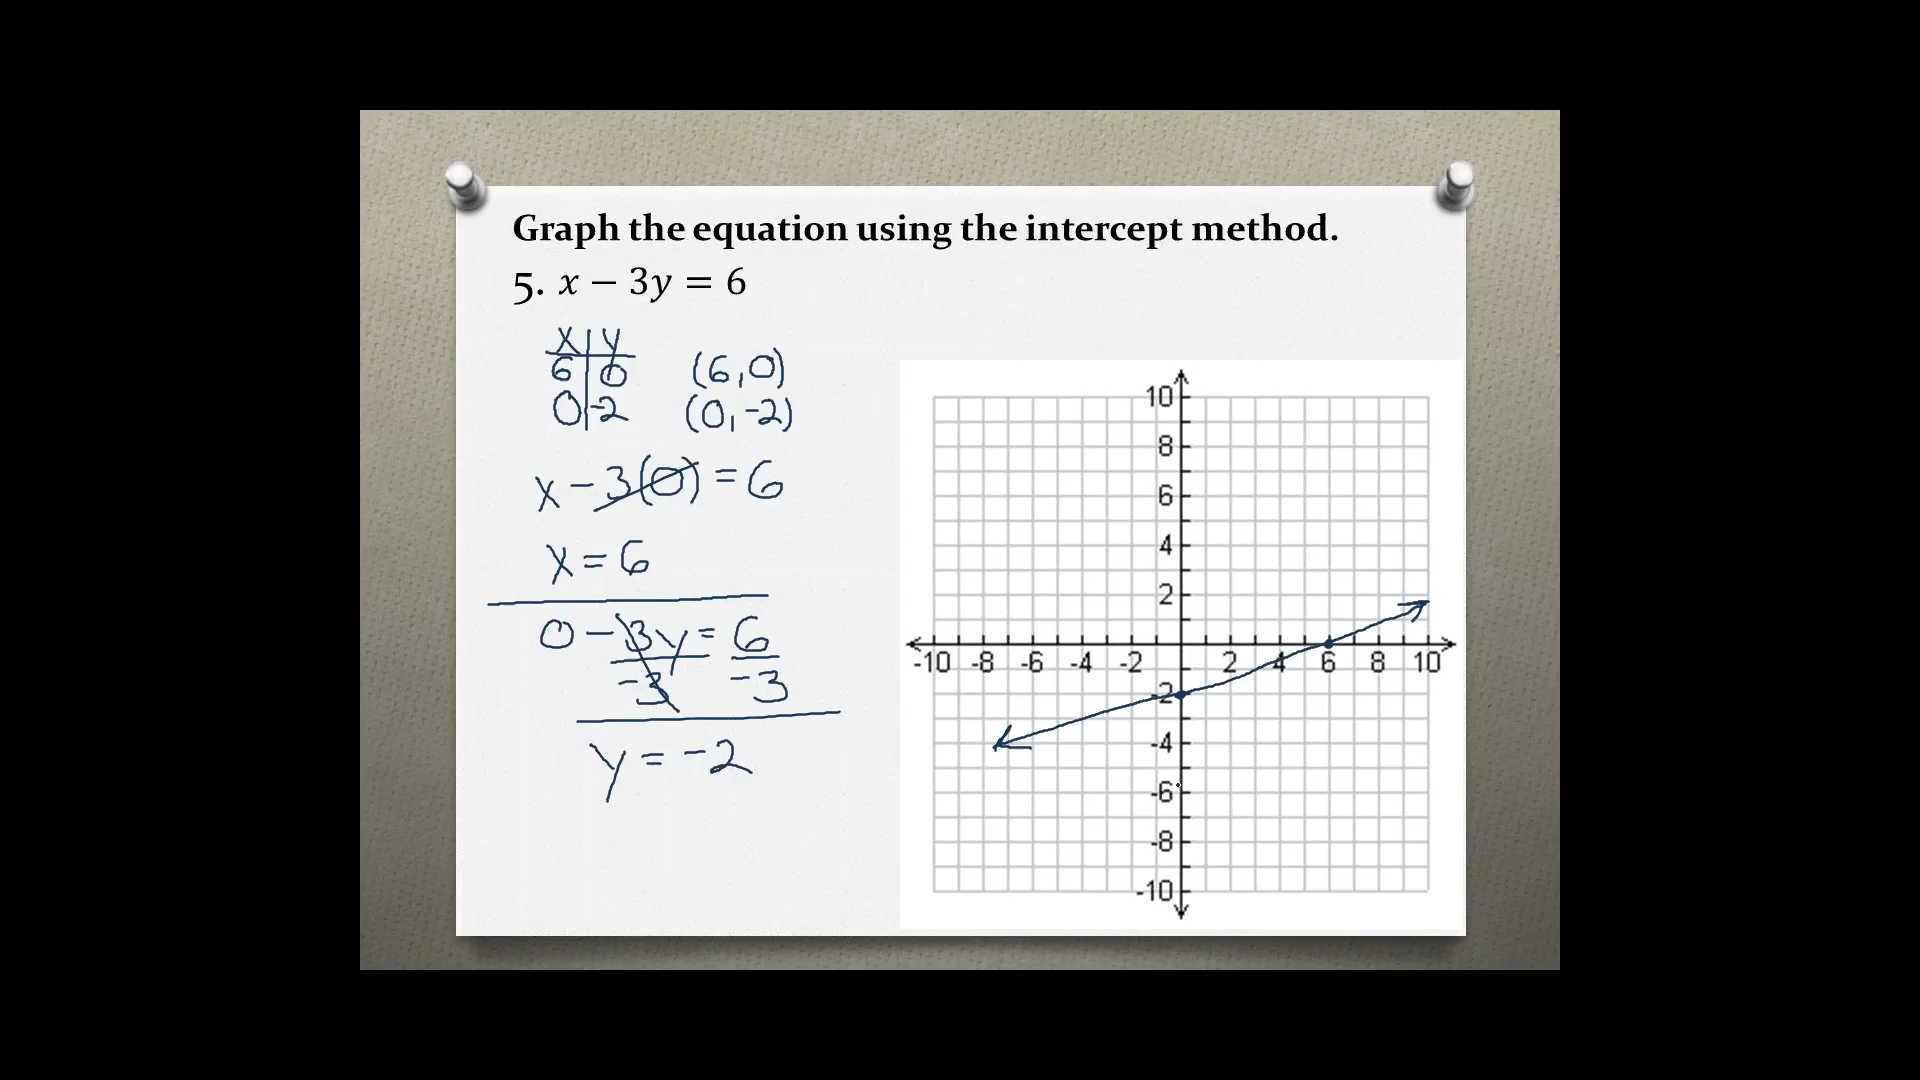 Graph the equation using the intercept method.
5. x − 3y = 6
x | y
6 | 0 (6,0)
0 | -2 (0,-2)
x - 3(0) = 6
x = 6
0 - 3y = 6
-3 -3
y = -2
10
8
6
4
2
-10 -8 -6 -4 -2 2 4 6 8 10
-2
-4
-6
-8
-10